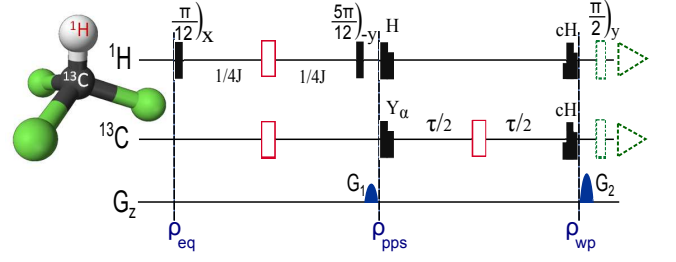 π/12)x 5π/12)-y π/2)y
¹H H cH
¹H 1/4J 1/4J
¹³C
¹³C Yα τ/2 τ/2 cH
Gz G₁ G₂
ρeq ρpps ρwp